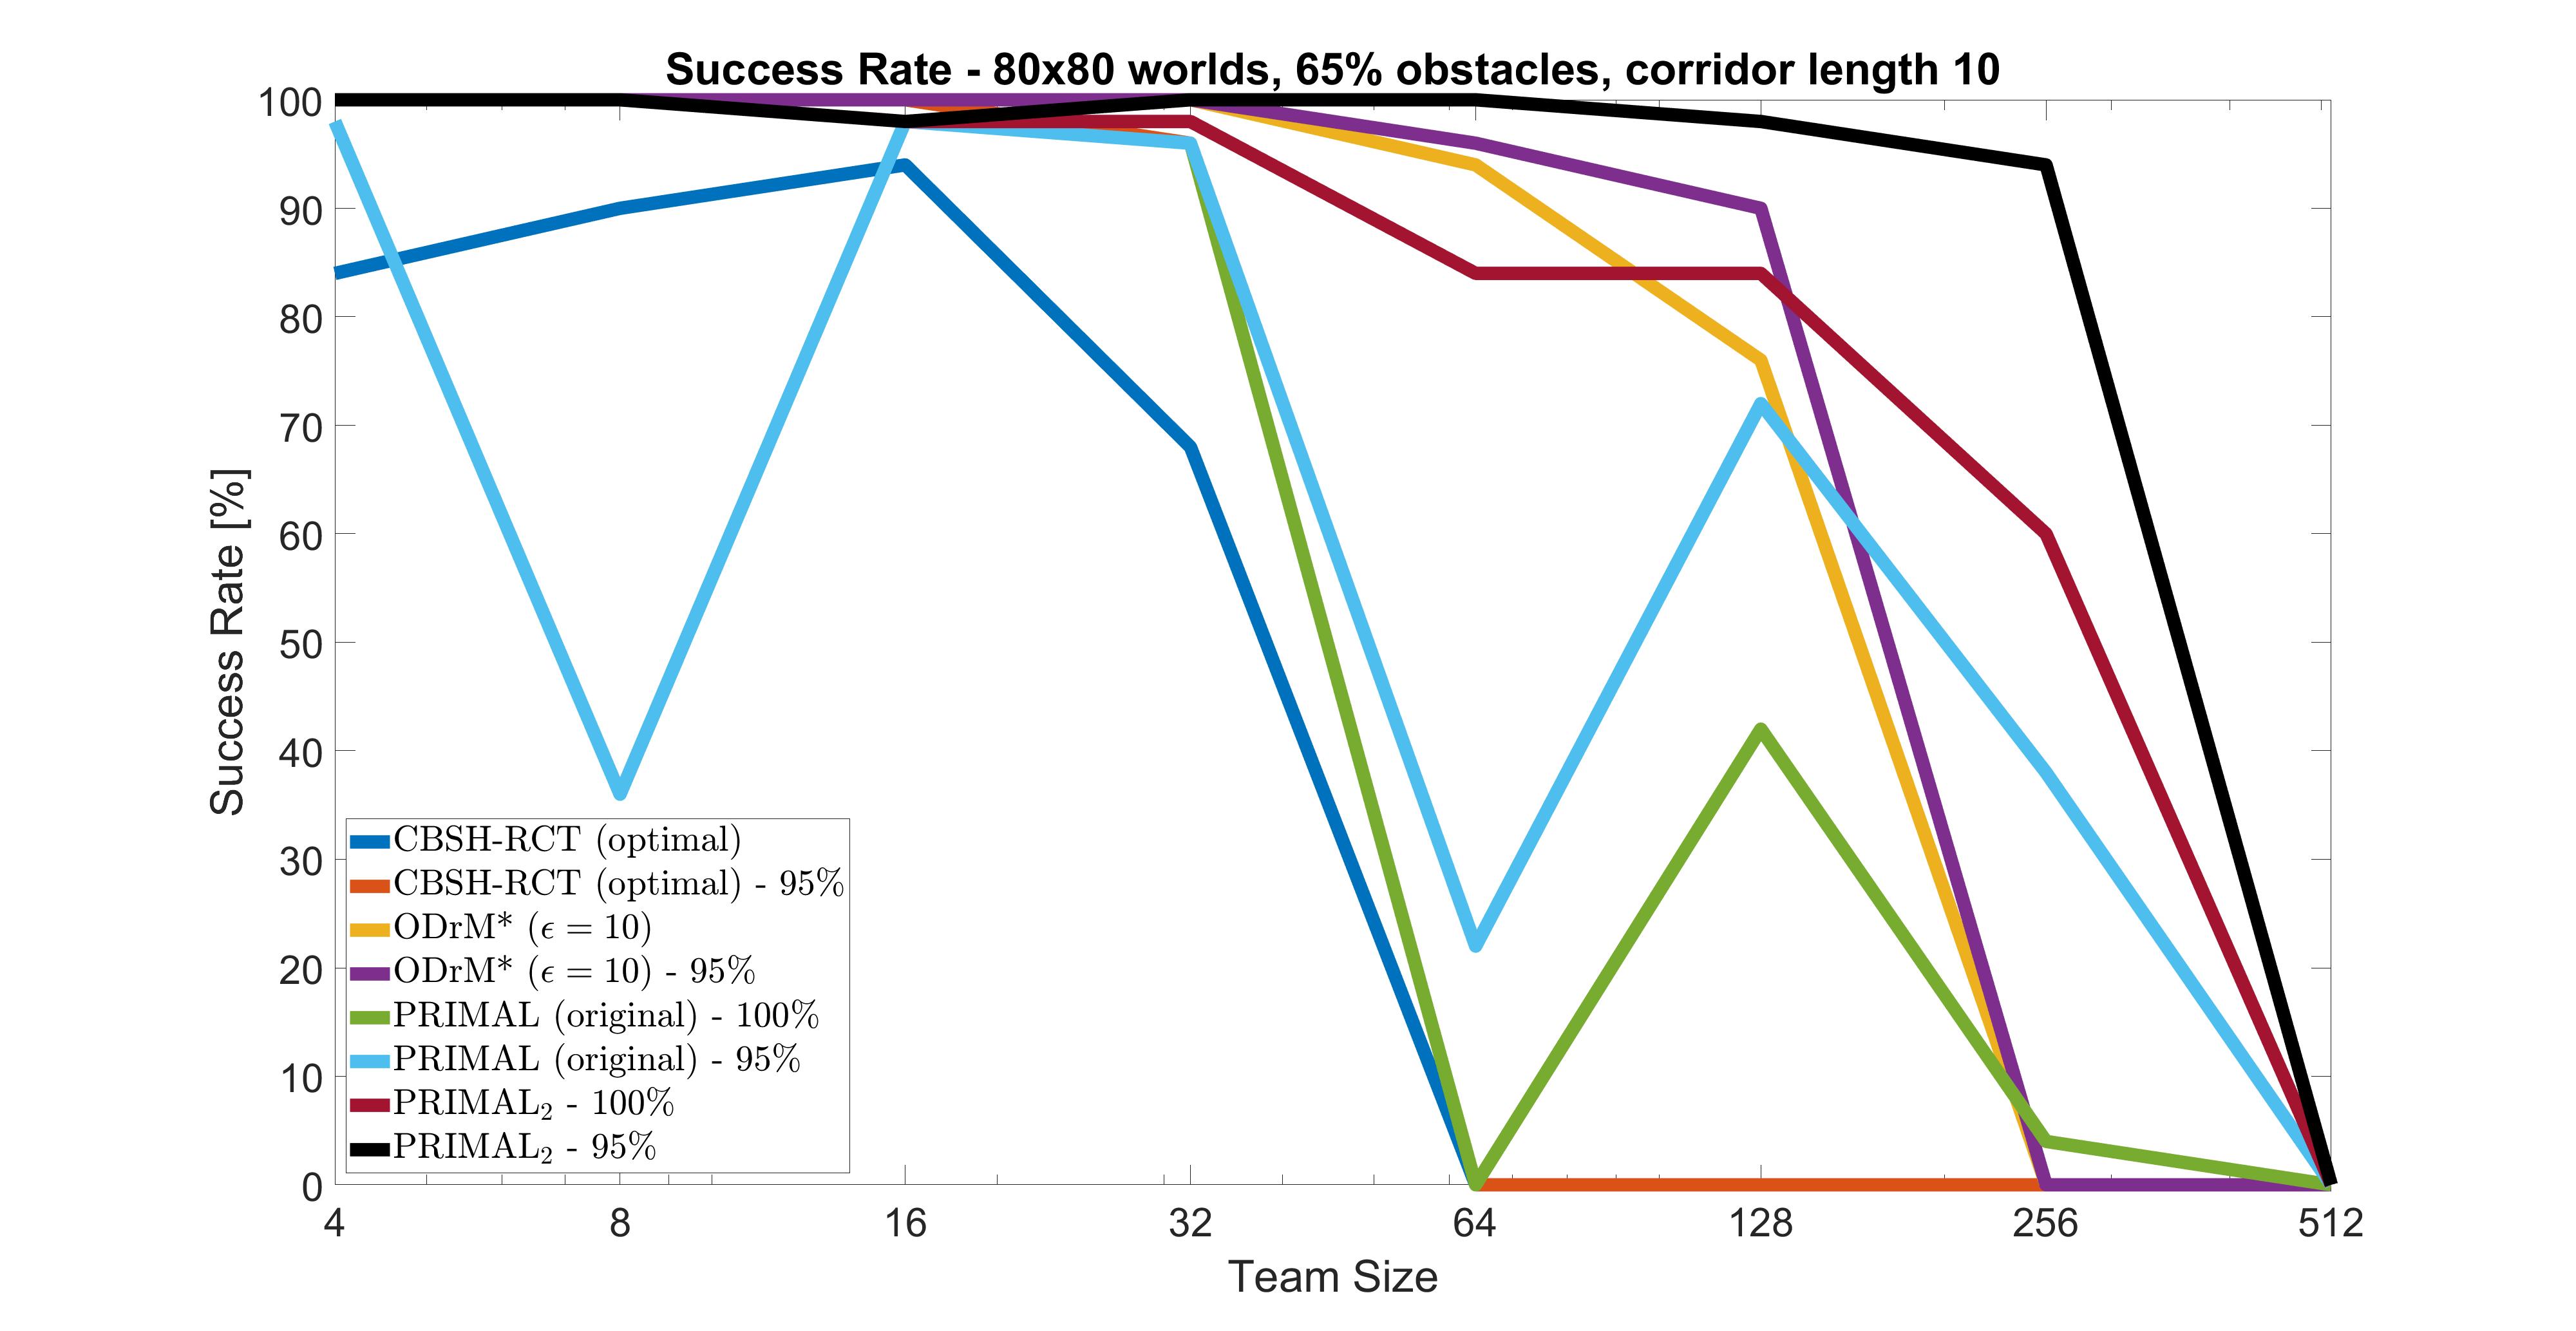 Success Rate - 80x80 worlds, 65% obstacles, corridor length 10
100
90
80
70
60
50
40
30
20
10
0
Success Rate [%]
CBSH-RCT (optimal)
CBSH-RCT (optimal) - 95%
ODrM* (ϵ = 10)
ODrM* (ϵ = 10) - 95%
PRIMAL (original) - 100%
PRIMAL (original) - 95%
PRIMAL₂ - 100%
PRIMAL₂ - 95%
4 8 16 32 64 128 256 512
Team Size